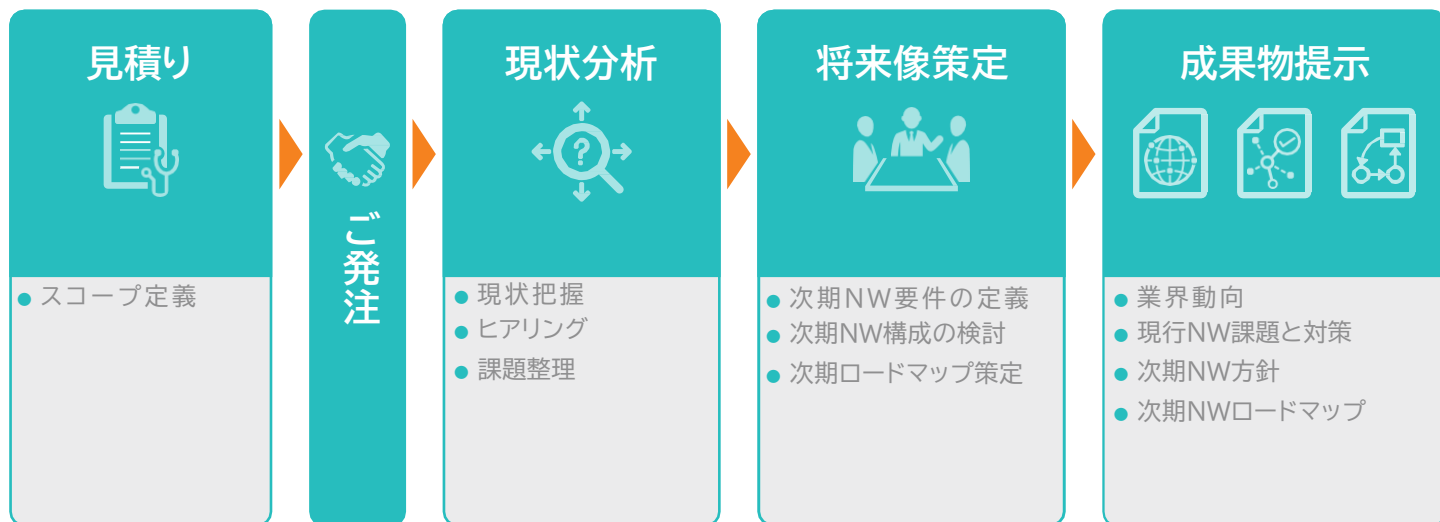 見積り
スコープ定義
ご発注
現状分析
?
現状把握
ヒアリング
課題整理
将来像策定
次期NW要件の定義
次期NW構成の検討
次期ロードマップ策定
成果物提示
業界動向
現行NW課題と対策
次期NW方針
次期NWロードマップ